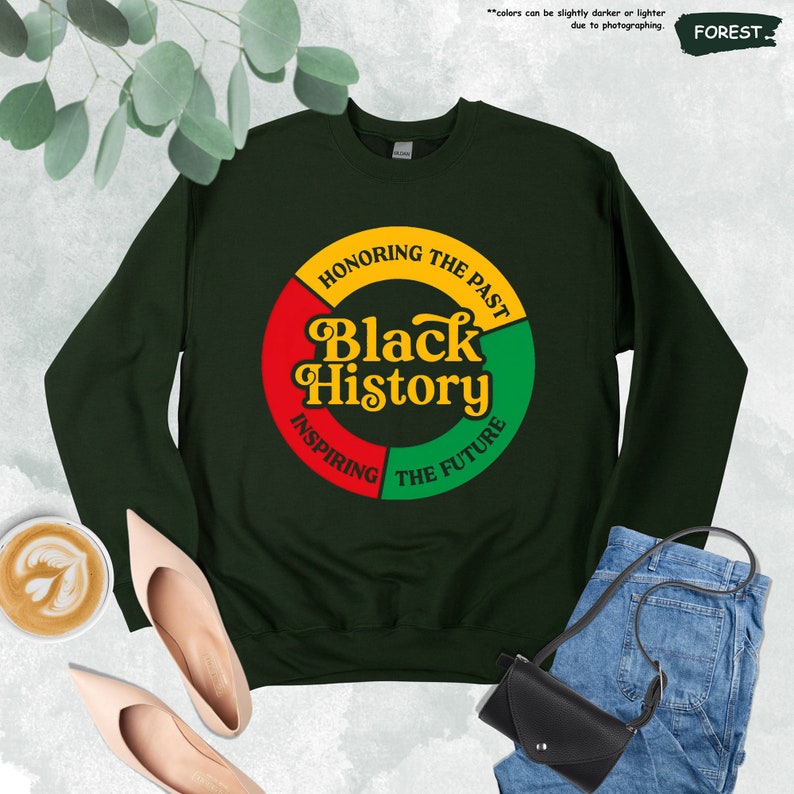 **colors can be slightly darker or lighter
due to photographing.
FOREST
GILDAN
HONORING THE PAST
Black
History
INSPIRING
THE FUTURE